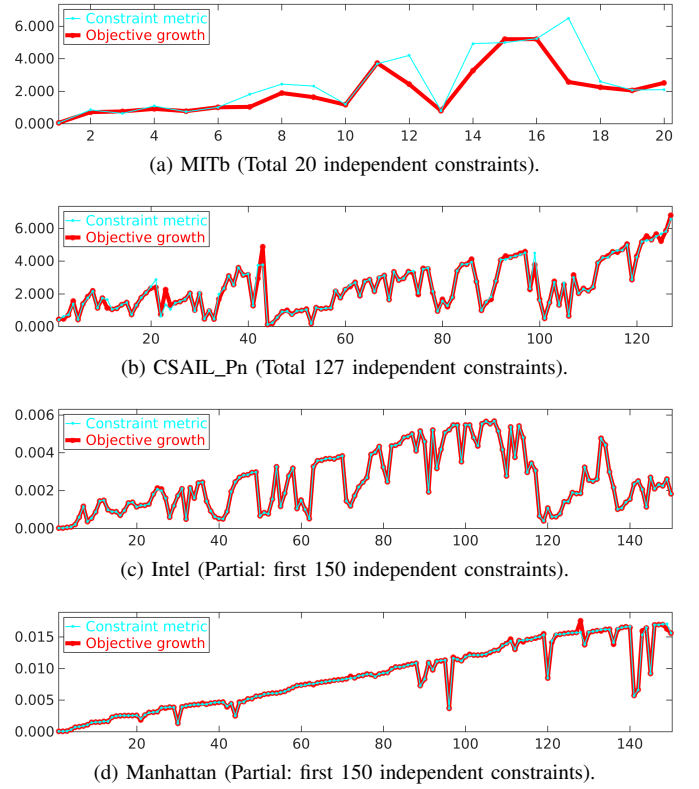 6.000
4.000
2.000
0.000
Constraint metric
Objective growth
2 4 6 8 10 12 14 16 18 20
(a) MITb (Total 20 independent constraints).
6.000
4.000
2.000
0.000
Constraint metric
Objective growth
20 40 60 80 100 120
(b) CSAIL_Pn (Total 127 independent constraints).
0.006
0.004
0.002
0.000
Constraint metric
Objective growth
20 40 60 80 100 120 140
(c) Intel (Partial: first 150 independent constraints).
0.015
0.010
0.005
0.000
Constraint metric
Objective growth
20 40 60 80 100 120 140
(d) Manhattan (Partial: first 150 independent constraints).